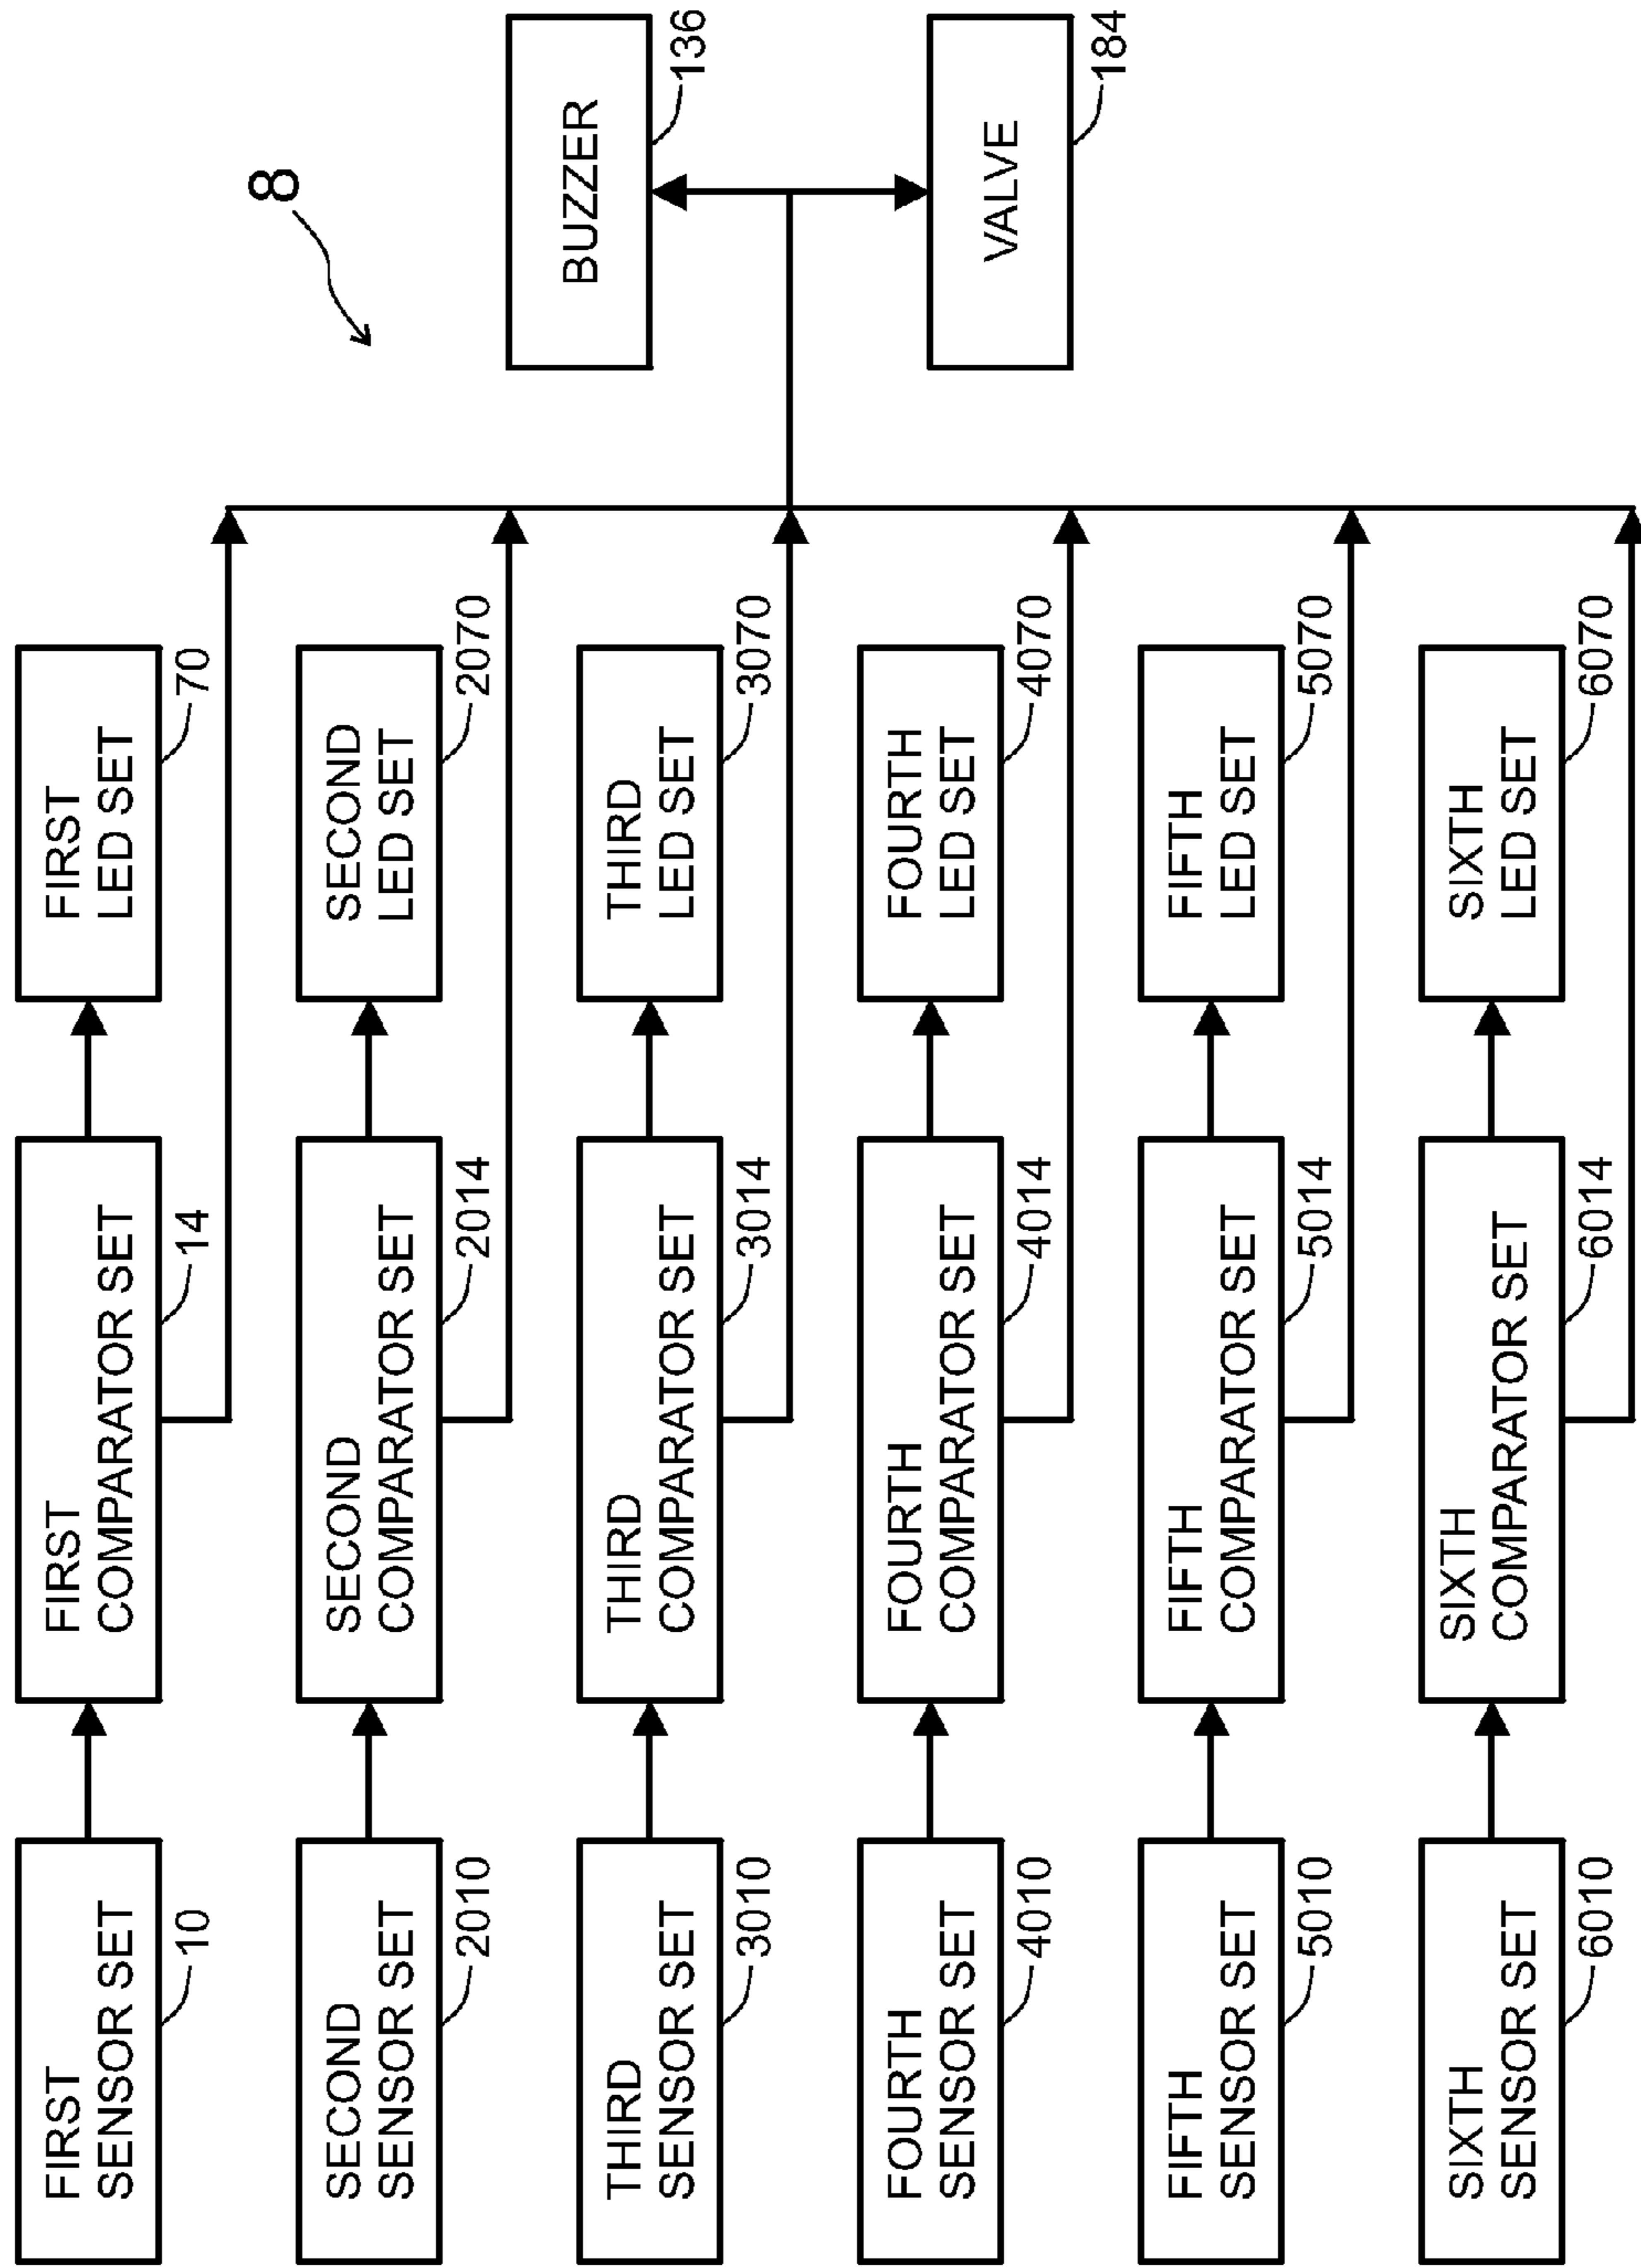 8
FIRST
SENSOR SET
10
FIRST
COMPARATOR SET
14
FIRST
LED SET
70
SECOND
SENSOR SET
2010
SECOND
COMPARATOR SET
2014
SECOND
LED SET
2070
THIRD
SENSOR SET
3010
THIRD
COMPARATOR SET
3014
THIRD
LED SET
3070
FOURTH
SENSOR SET
4010
FOURTH
COMPARATOR SET
4014
FOURTH
LED SET
4070
FIFTH
SENSOR SET
5010
FIFTH
COMPARATOR SET
5014
FIFTH
LED SET
5070
SIXTH
SENSOR SET
6010
SIXTH
COMPARATOR SET
6014
SIXTH
LED SET
6070
BUZZER
136
VALVE
184